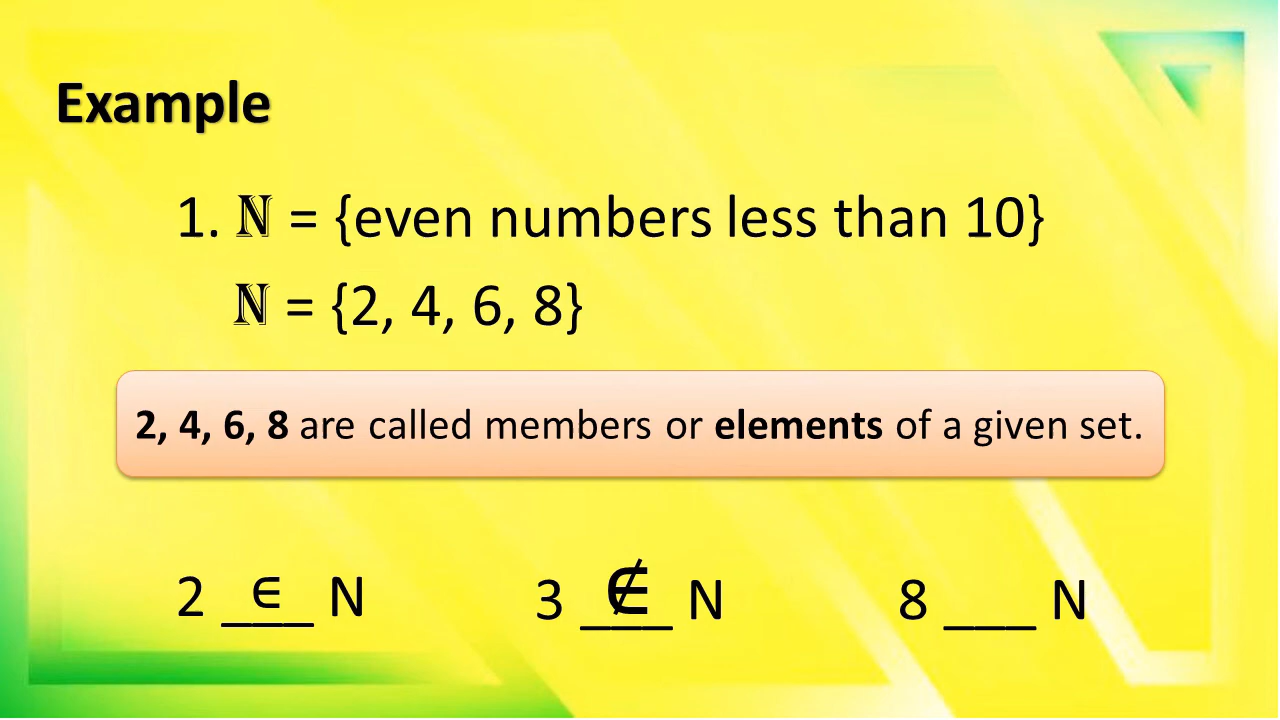 Example
1. N = {even numbers less than 10}
N = {2, 4, 6, 8}
2, 4, 6, 8 are called members or elements of a given set.
2 _∈_ N 3 _∉_ N 8 ___ N